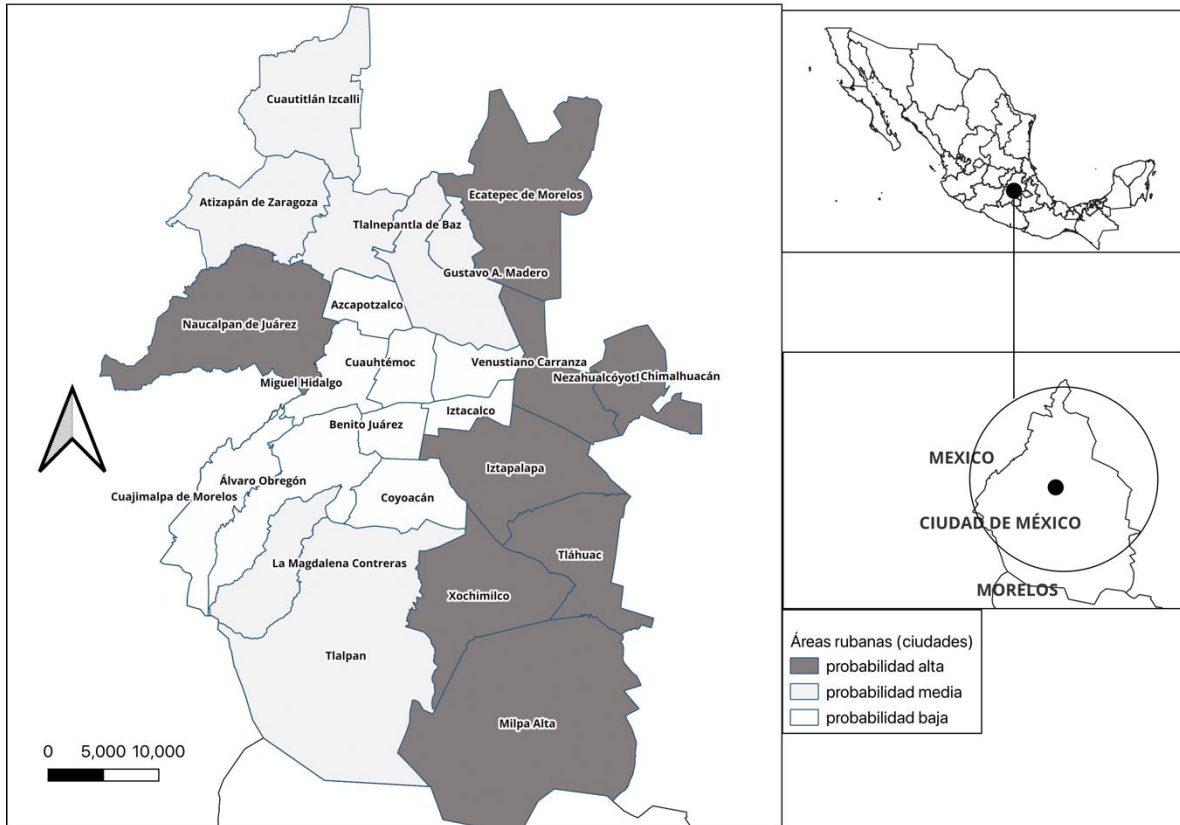 Cuautitlán Izcalli
Atizapán de Zaragoza
Ecatepec de Morelos
Tlalnepantla de Baz
Gustavo A. Madero
Azcapotzalco
Naucalpan de Juárez
Cuauhtémoc
Venustiano Carranza
Nezahualcóyotl
Chimalhuacán
Miguel Hidalgo
Iztacalco
Benito Juárez
Iztapalapa
Álvaro Obregón
Cuajimalpa de Morelos
Coyoacán
Tláhuac
La Magdalena Contreras
Xochimilco
Tlalpan
Milpa Alta
0 5,000 10,000
MEXICO
CIUDAD DE MÉXICO
MORELOS
Áreas rubanas (ciudades)
probabilidad alta
probabilidad media
probabilidad baja